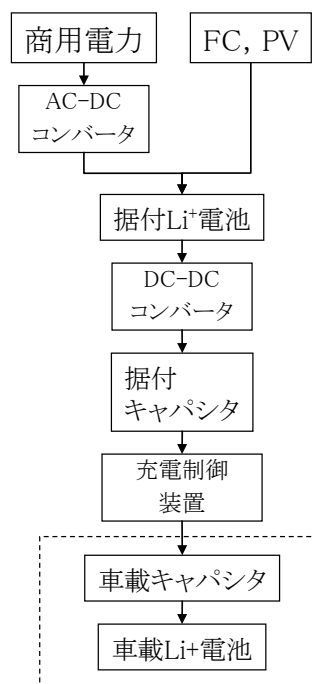 商用電力
FC, PV
AC-DC
コンバータ
据付Li⁺電池
DC-DC
コンバータ
据付
キャパシタ
充電制御
装置
車載キャパシタ
車載Li+電池